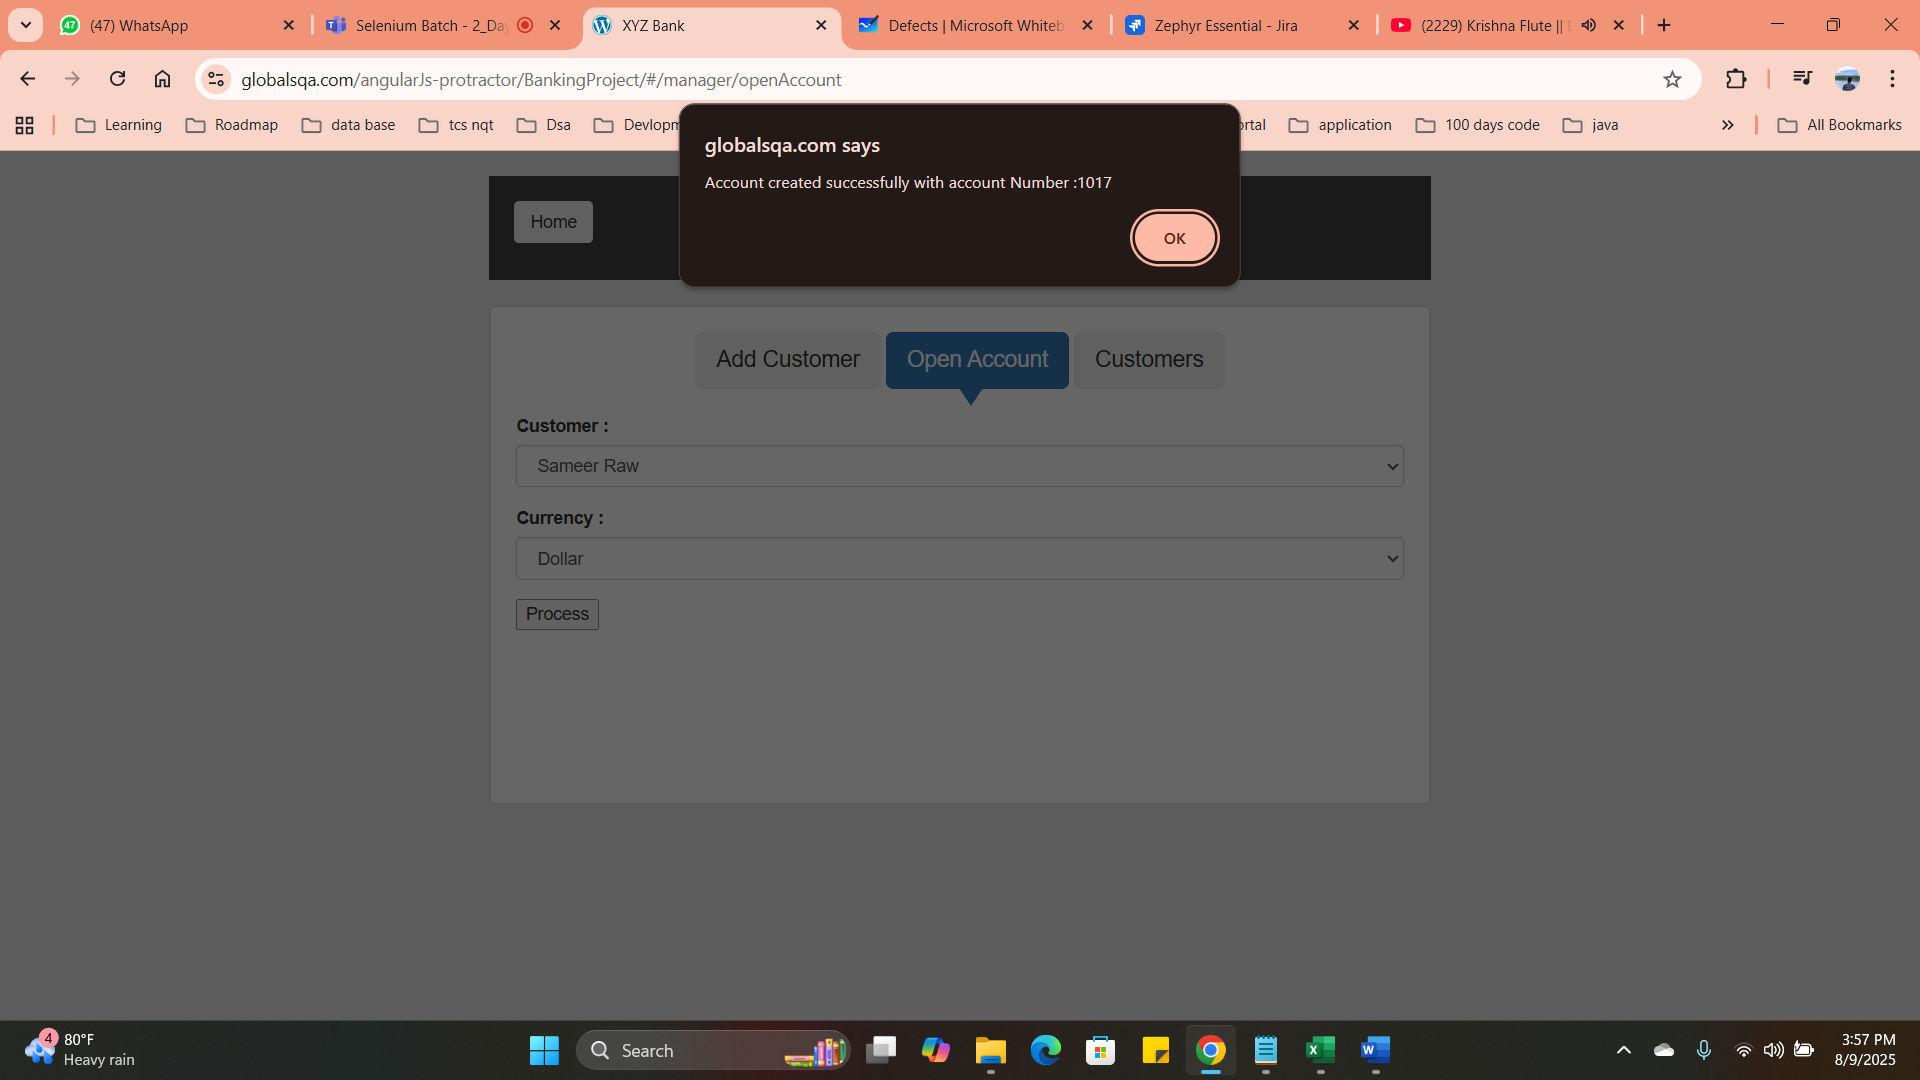 (47) WhatsApp
Selenium Batch - 2_Da
XYZ Bank
Defects | Microsoft Whiteb
Zephyr Essential - Jira
(2229) Krishna Flute ||
globalsqa.com/angularJs-protractor/BankingProject/#/manager/openAccount
Learning
Roadmap
data base
tcs nqt
Dsa
Devlopm
ortal
application
100 days code
java
All Bookmarks
globalsqa.com says
Account created successfully with account Number :1017
OK
Home
Add Customer
Open Account
Customers
Customer :
Sameer Raw
Currency :
Dollar
Process
4
80°F
Heavy rain
Search
3:57 PM
8/9/2025